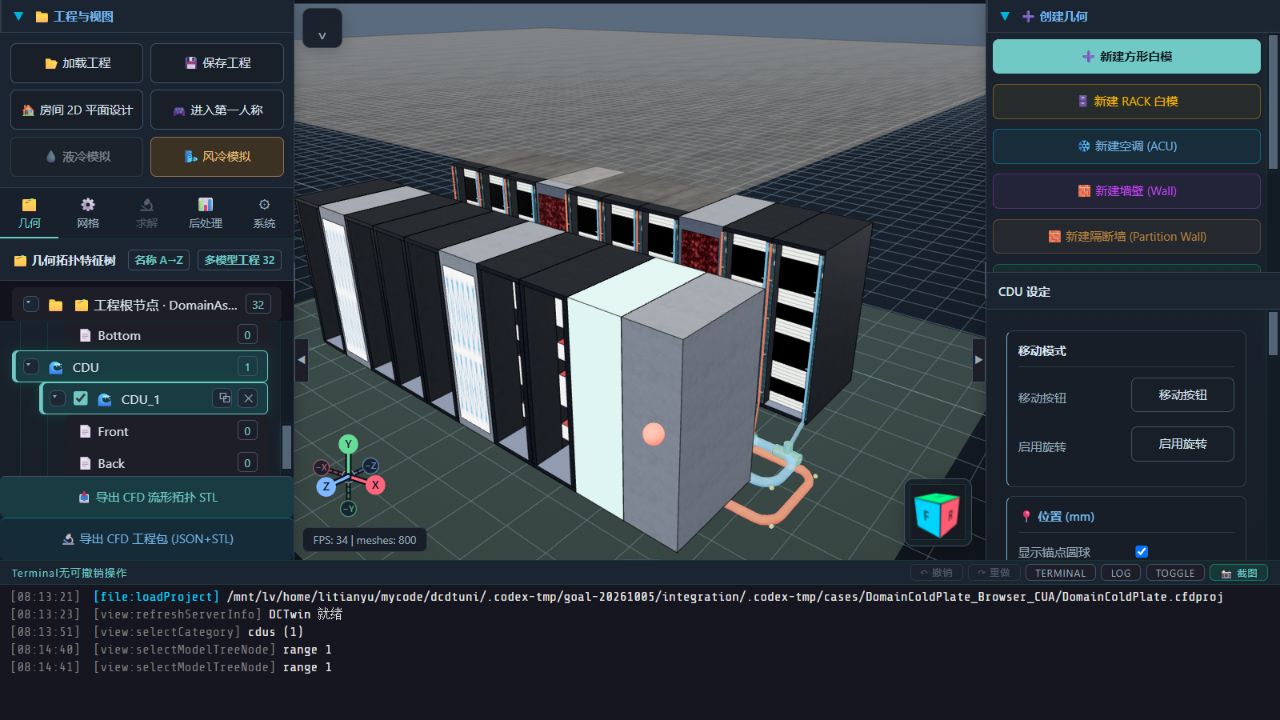 ▼ 工程与视图
加载工程
保存工程
房间 2D 平面设计
进入第一人称
液冷模拟
风冷模拟
几何
网格
求解
后处理
系统
几何拓扑特征树
名称 A→Z
多模型工程 32
工程根节点 · DomainAs... 32
Bottom 0
CDU 1
CDU_1
Front 0
Back 0
导出 CFD 流形拓扑 STL
导出 CFD 工程包 (JSON+STL)
v
Y
-X
-Z
Z
X
-Y
F
R
FPS: 34 | meshes: 800
▼ 创建几何
新建方形白模
新建 RACK 白模
新建空调 (ACU)
新建墙壁 (Wall)
新建隔断墙 (Partition Wall)
CDU 设定
移动模式
移动按钮 移动按钮
启用旋转 启用旋转
位置 (mm)
显示锚点圆球
Terminal无可撤销操作
↶ 撤销
↷ 重做
TERMINAL
LOG
TOGGLE
截图
[08:13:21] [file:loadProject] /mnt/lv/home/litianyu/mycode/dcdtuni/.codex-tmp/goal-20261005/integration/.codex-tmp/cases/DomainColdPlate_Browser_CUA/DomainColdPlate.cfdproj
[08:13:23] [view:refreshServerInfo] DCTwin 就绪
[08:13:51] [view:selectCategory] cdus (1)
[08:14:40] [view:selectModelTreeNode] range 1
[08:14:41] [view:selectModelTreeNode] range 1